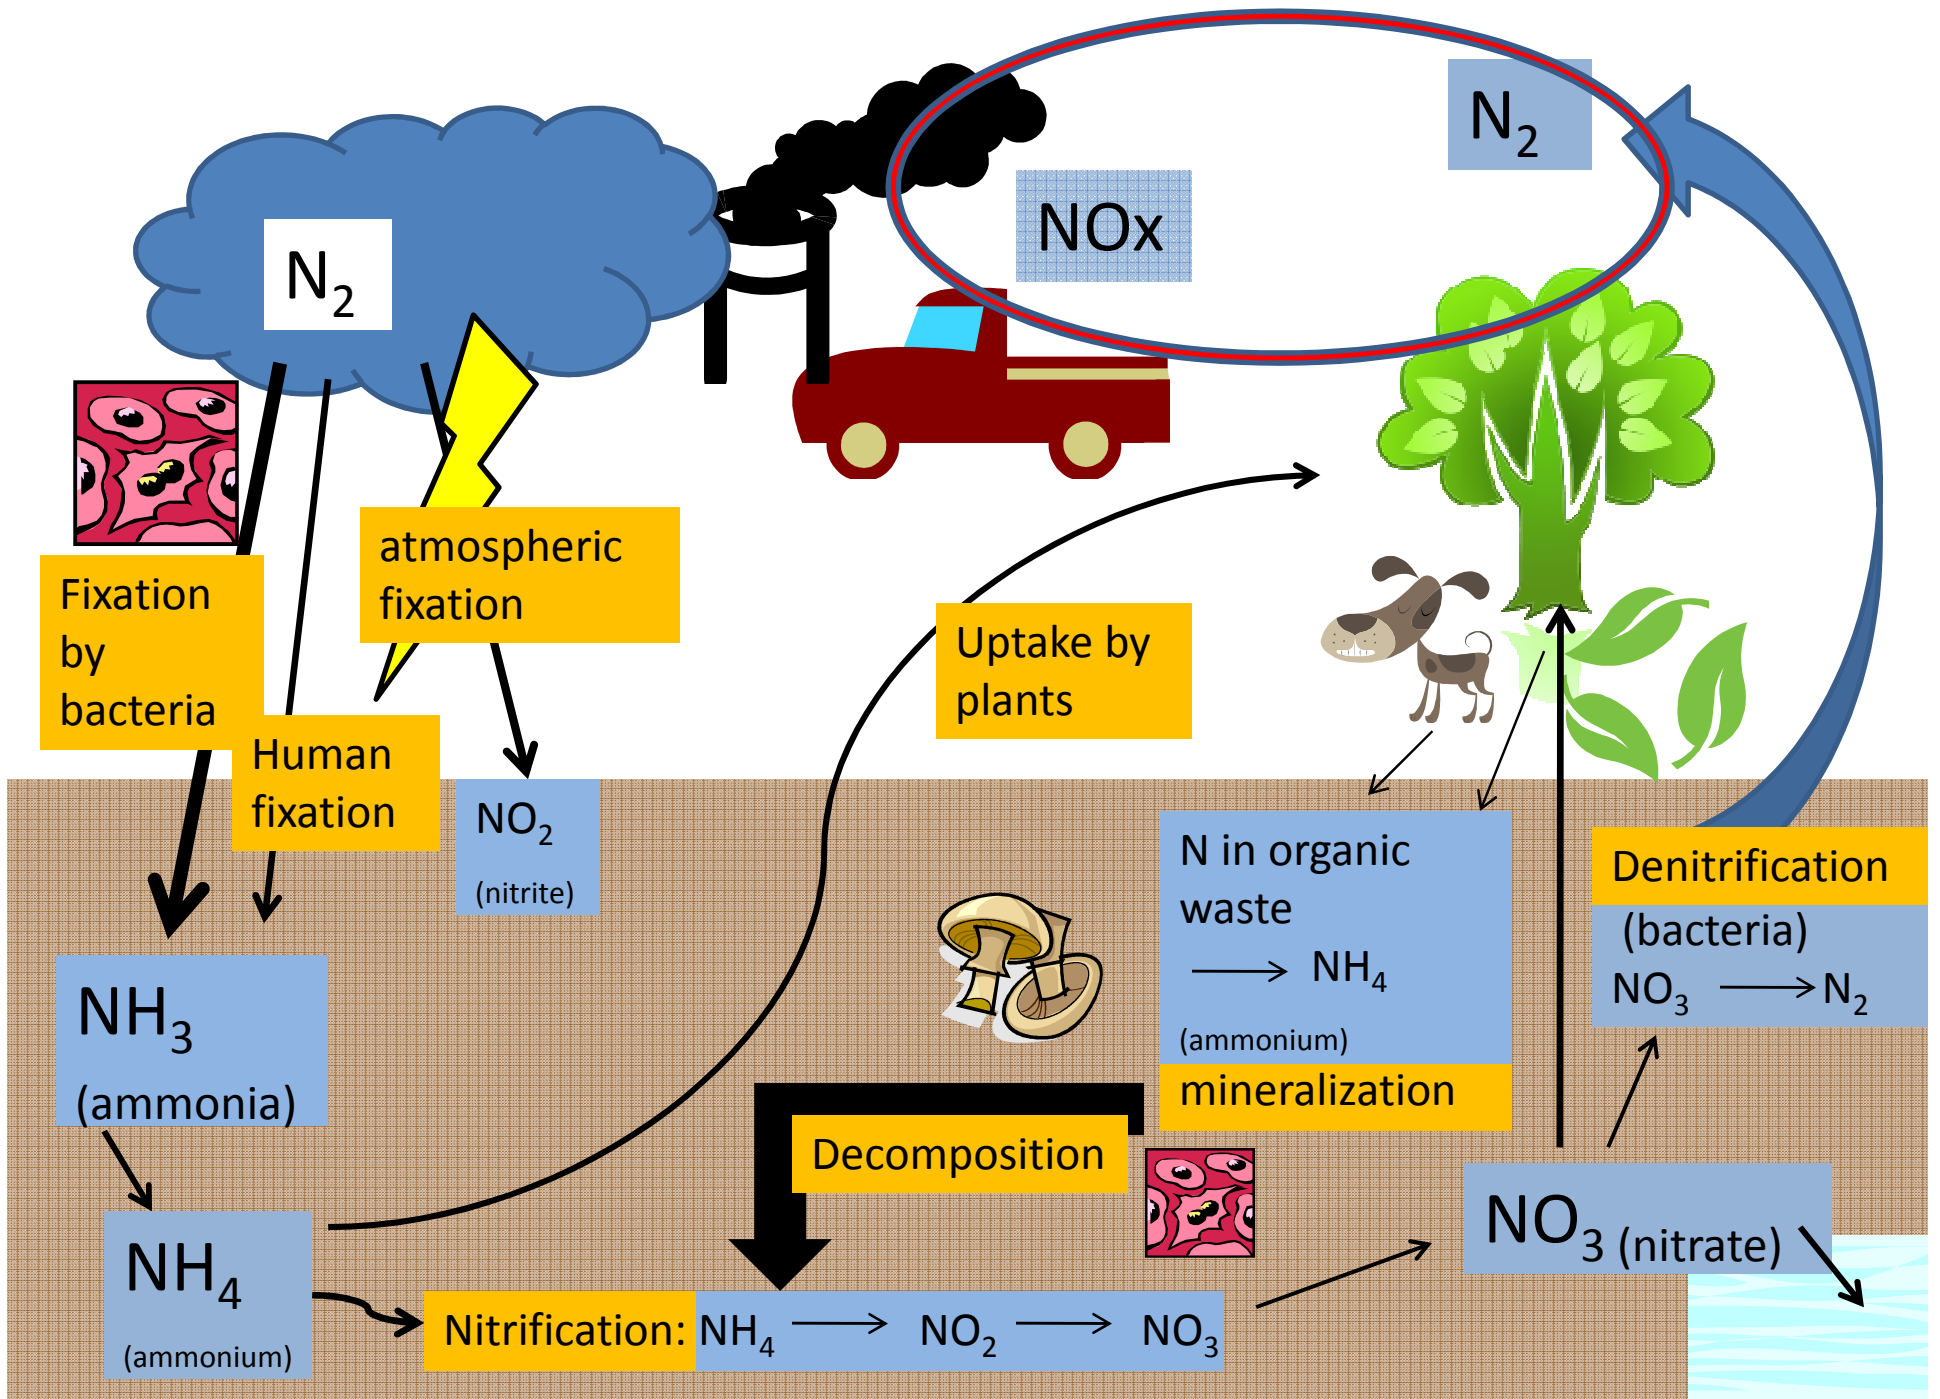 N2
NOx
N2
atmospheric
fixation
Fixation
by
bacteria
Human
fixation
Uptake by
plants
NO2
(nitrite)
N in organic
waste
→ NH4
(ammonium)
mineralization
Denitrification
(bacteria)
NO3 → N2
NH3
(ammonia)
Decomposition
NO3 (nitrate)
NH4
(ammonium)
Nitrification: NH4 → NO2 → NO3